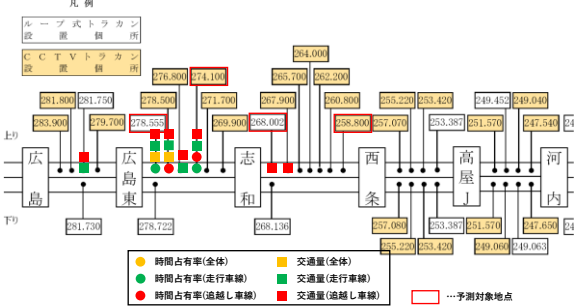 凡 例
ループ式トラカン
設置個所
CCTVトラカン
設置個所
264.000
276.800
274.100
265.700
262.200
281.800
281.750
278.500
271.700
267.900
260.800
255.220
253.420
249.452
249.040
283.900
279.700
278.555
269.900
268.002
258.800
257.070
253.387
251.570
247.540
上り
広島
広島東
志和
西条
高屋J
河内
下り
281.730
278.722
268.136
257.080
253.387
251.570
247.650
255.220
253.420
249.060
249.063
時間占有率(全体)
交通量(全体)
時間占有率(走行車線)
交通量(走行車線)
時間占有率(追越し車線)
交通量(追越し車線)
…予測対象地点